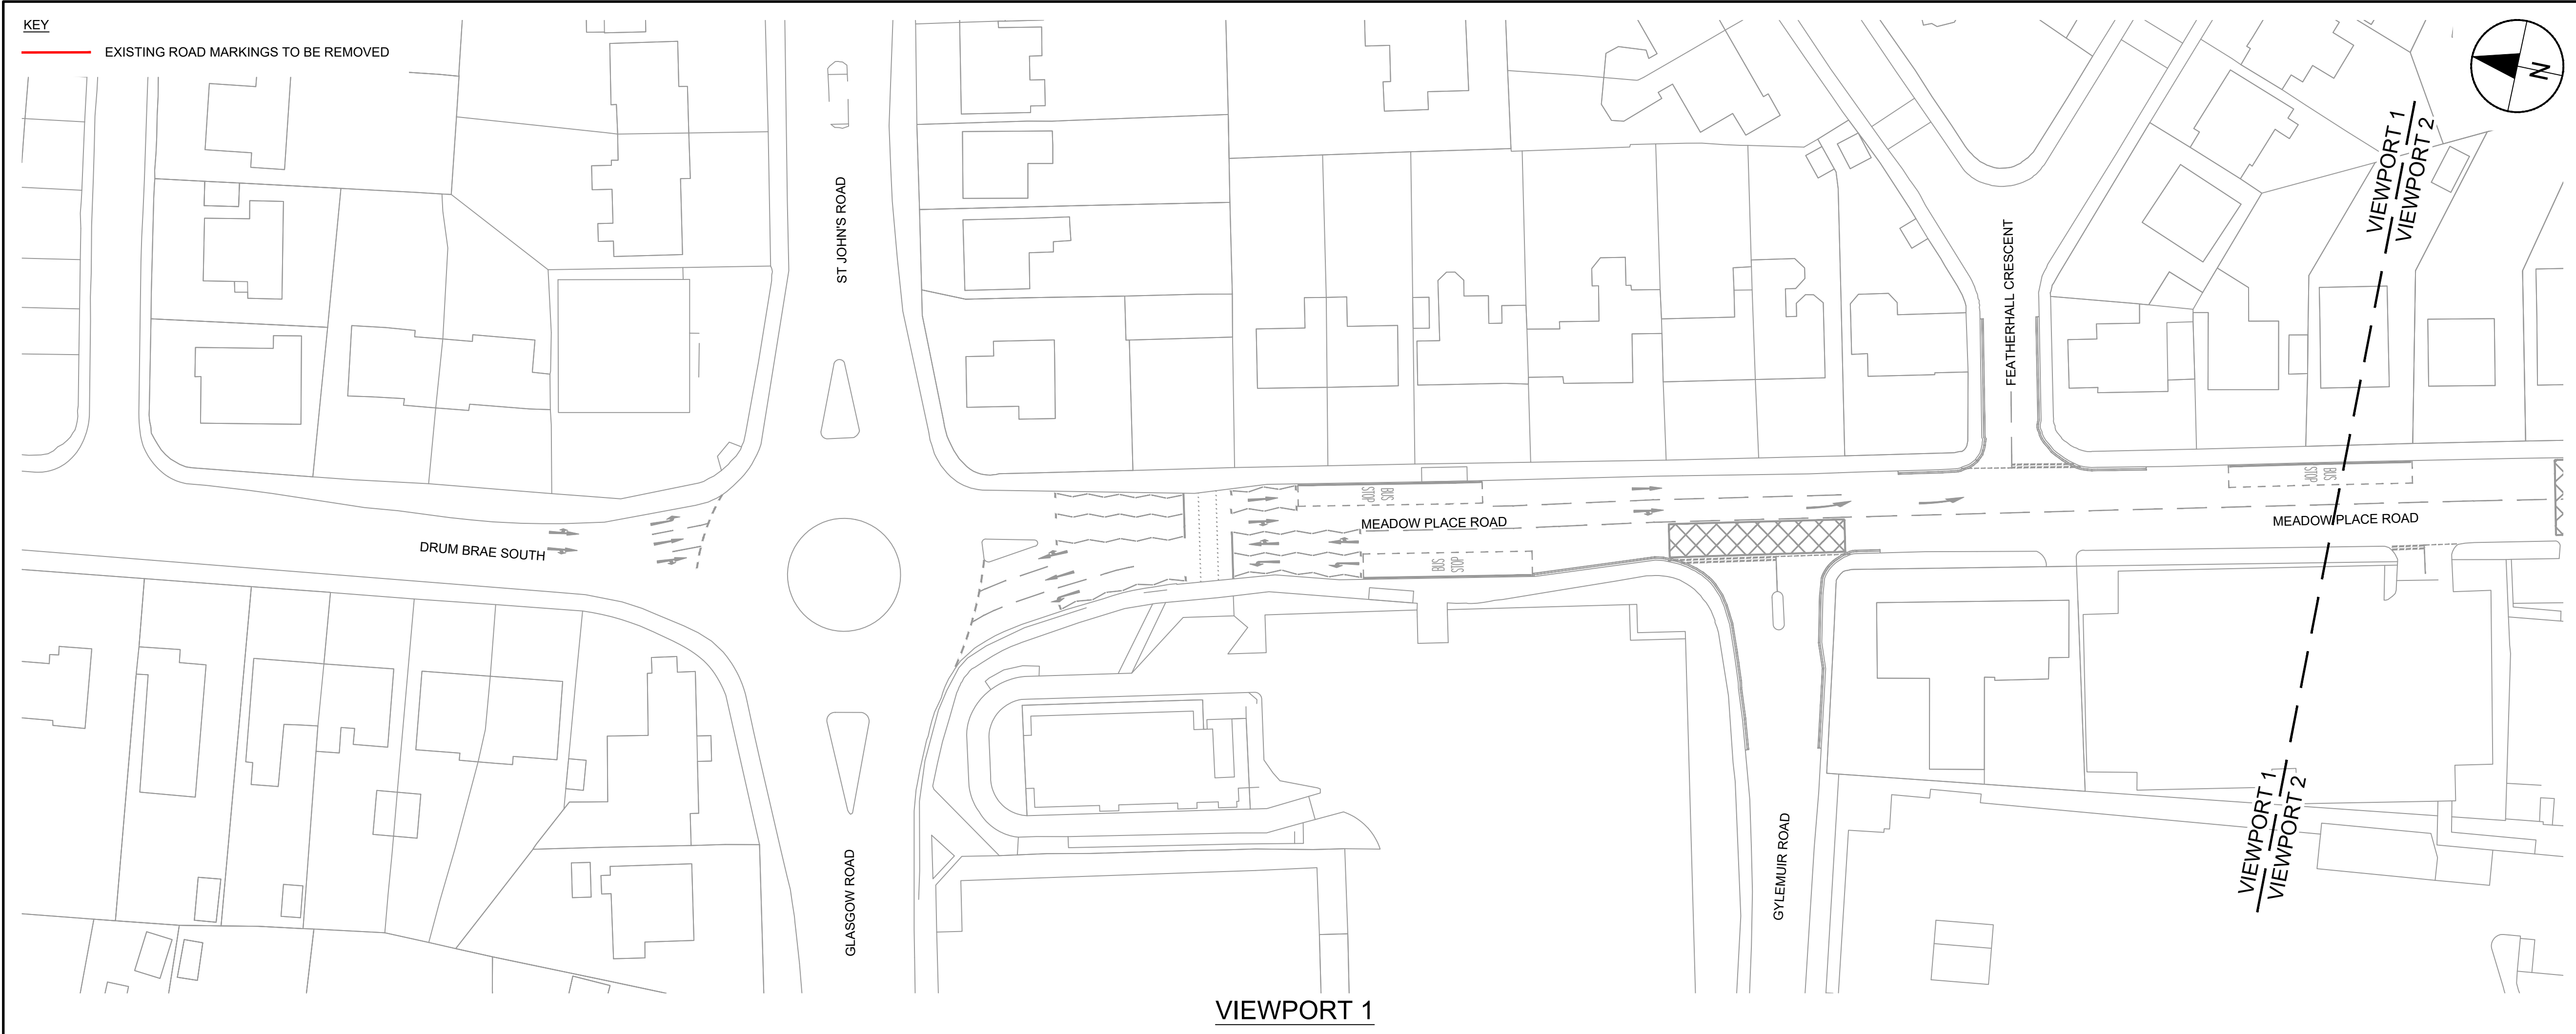 KEY
EXISTING ROAD MARKINGS TO BE REMOVED
N
VIEWPORT 1
VIEWPORT 2
ST JOHN'S ROAD
FEATHERHALL CRESCENT
BUS
STOP
BUS
STOP
MEADOW PLACE ROAD
MEADOW PLACE ROAD
DRUM BRAE SOUTH
BUS
STOP
VIEWPORT 1
VIEWPORT 2
GLASGOW ROAD
GYLEMUIR ROAD
VIEWPORT 1